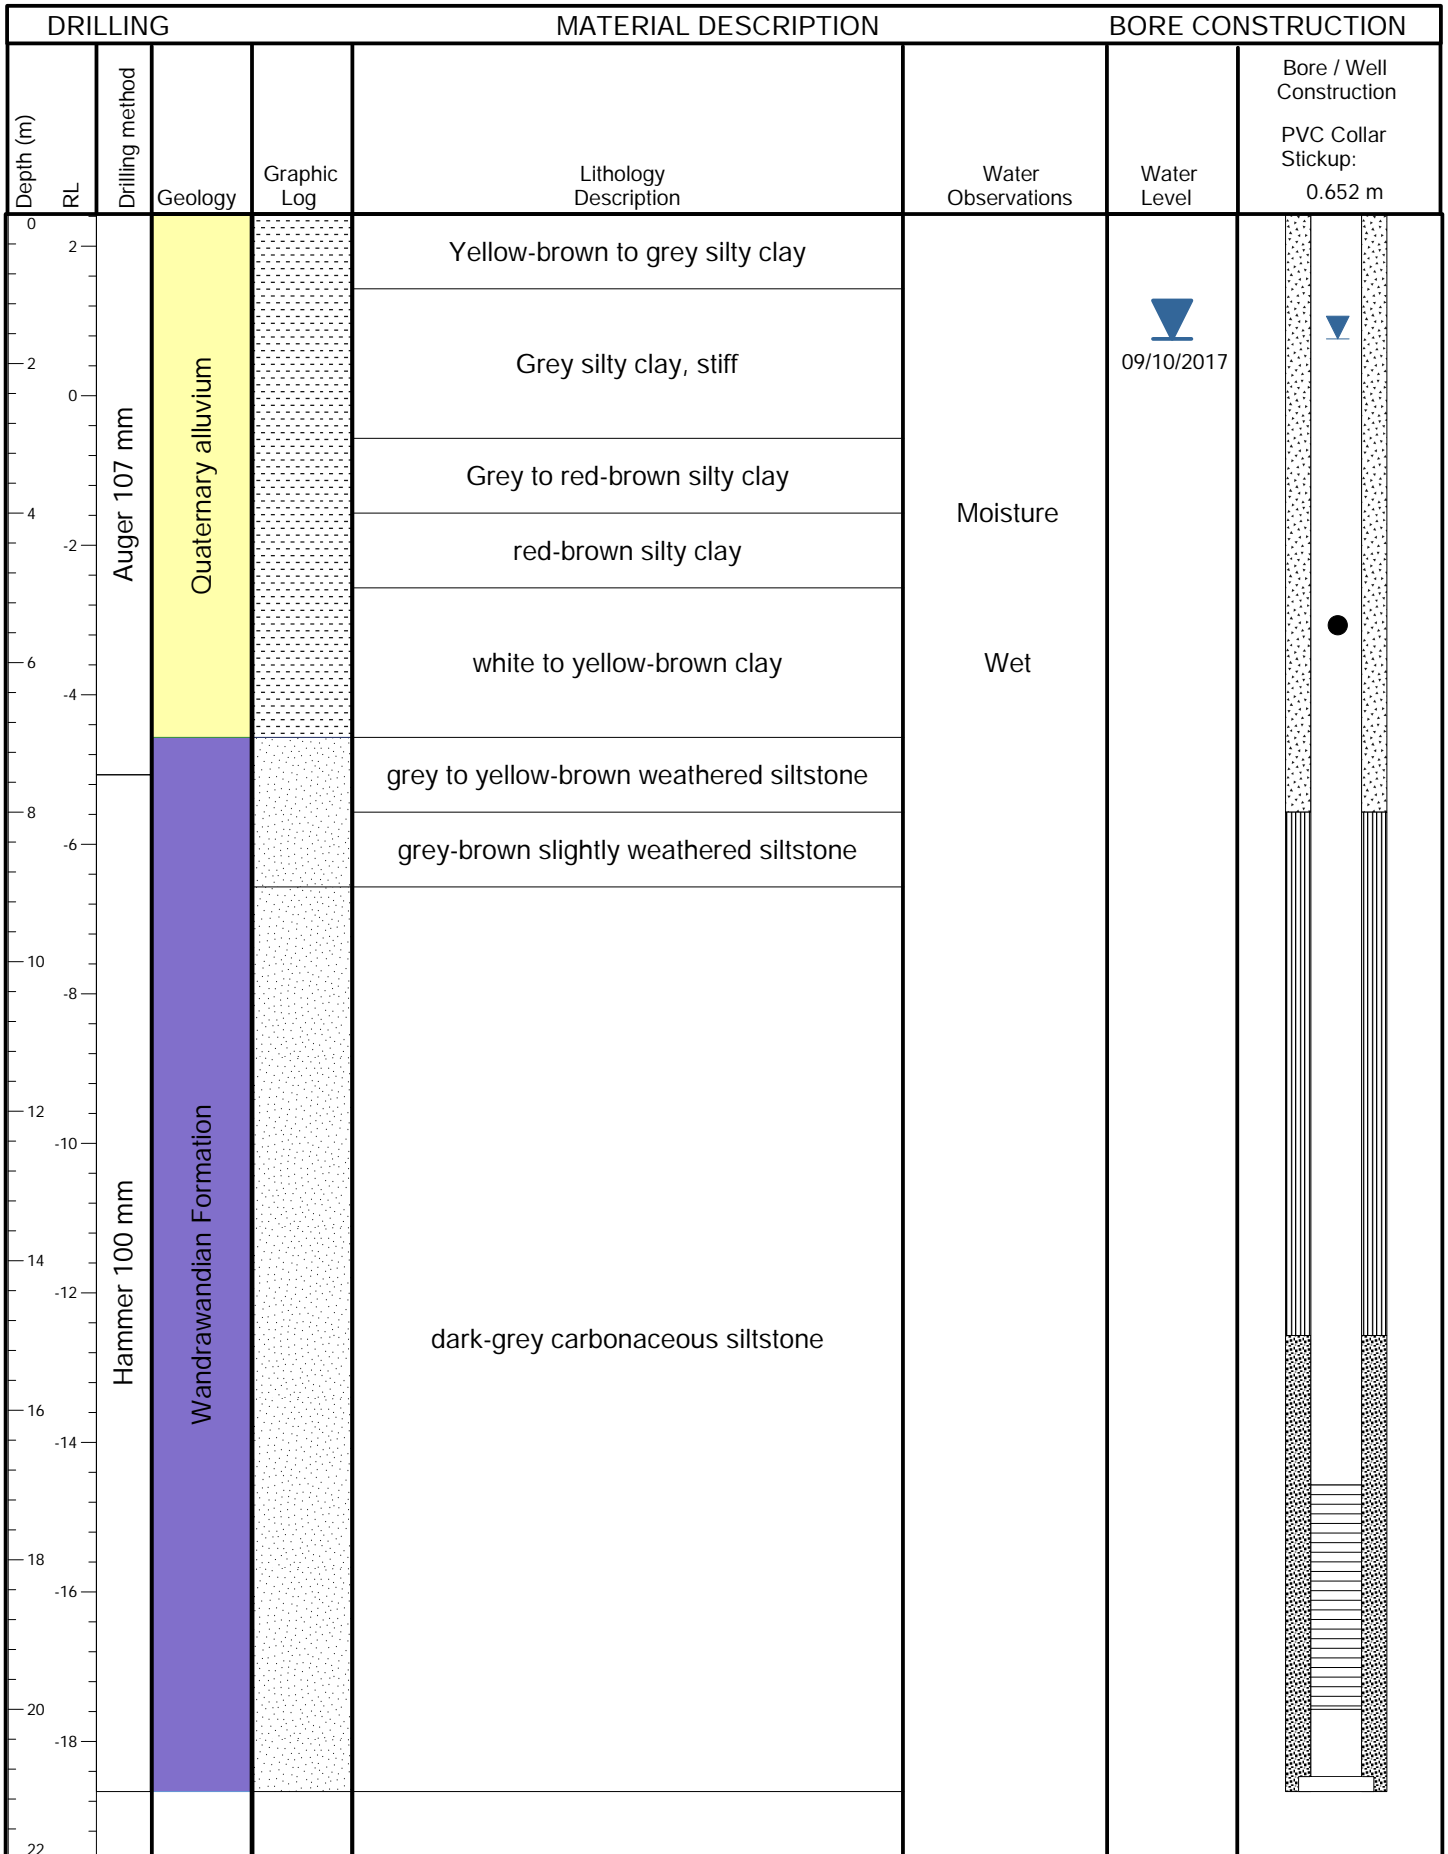 DRILLING
MATERIAL DESCRIPTION
BORE CONSTRUCTION
Depth (m)
RL
Drilling method
Geology
Graphic
Log
Lithology
Description
Water
Observations
Water
Level
Bore / Well
Construction
PVC Collar
Stickup:
0.652 m
0
2
2
0
4
-2
6
-4
8
-6
10
-8
12
-10
14
-12
16
-14
18
-16
20
-18
22
Auger 107 mm
Hammer 100 mm
Quaternary alluvium
Wandrawandian Formation
Yellow-brown to grey silty clay
Grey silty clay, stiff
Grey to red-brown silty clay
red-brown silty clay
white to yellow-brown clay
grey to yellow-brown weathered siltstone
grey-brown slightly weathered siltstone
dark-grey carbonaceous siltstone
Moisture
Wet
09/10/2017